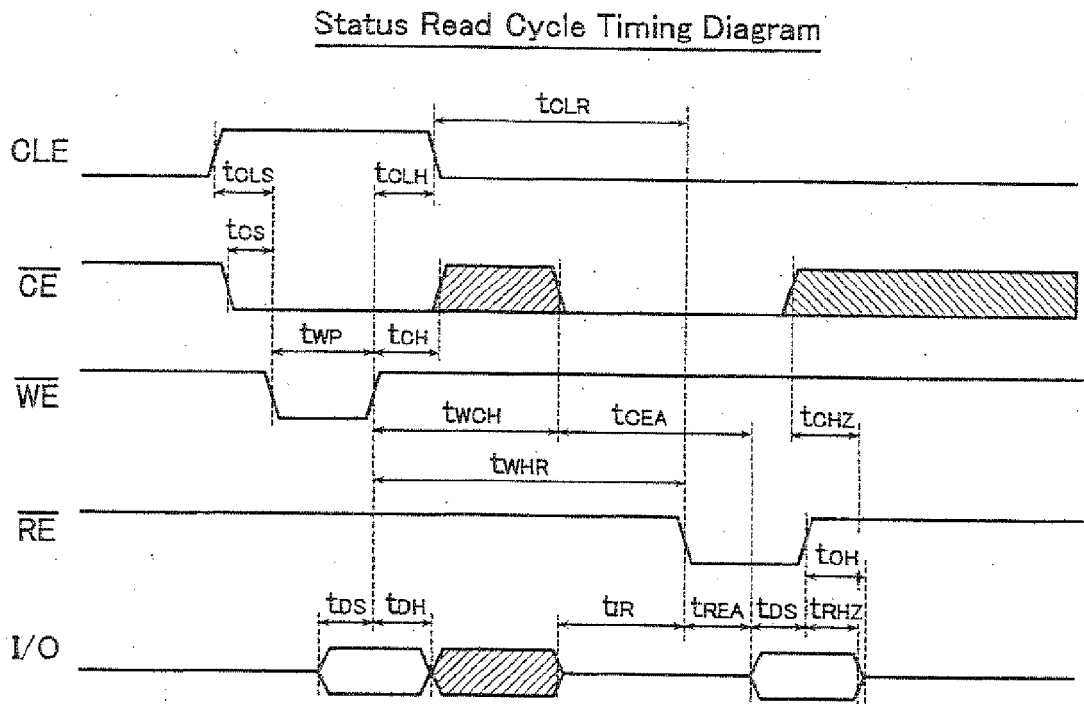 Status Read Cycle Timing Diagram
tCLR
CLE
tCLS
tCLH
tCS
CE
tWP
tCH
WE
tWCH
tCEA
tCHZ
tWHR
RE
tOH
tDS
tDH
tIR
tREA
tDS
tRHZ
I/O